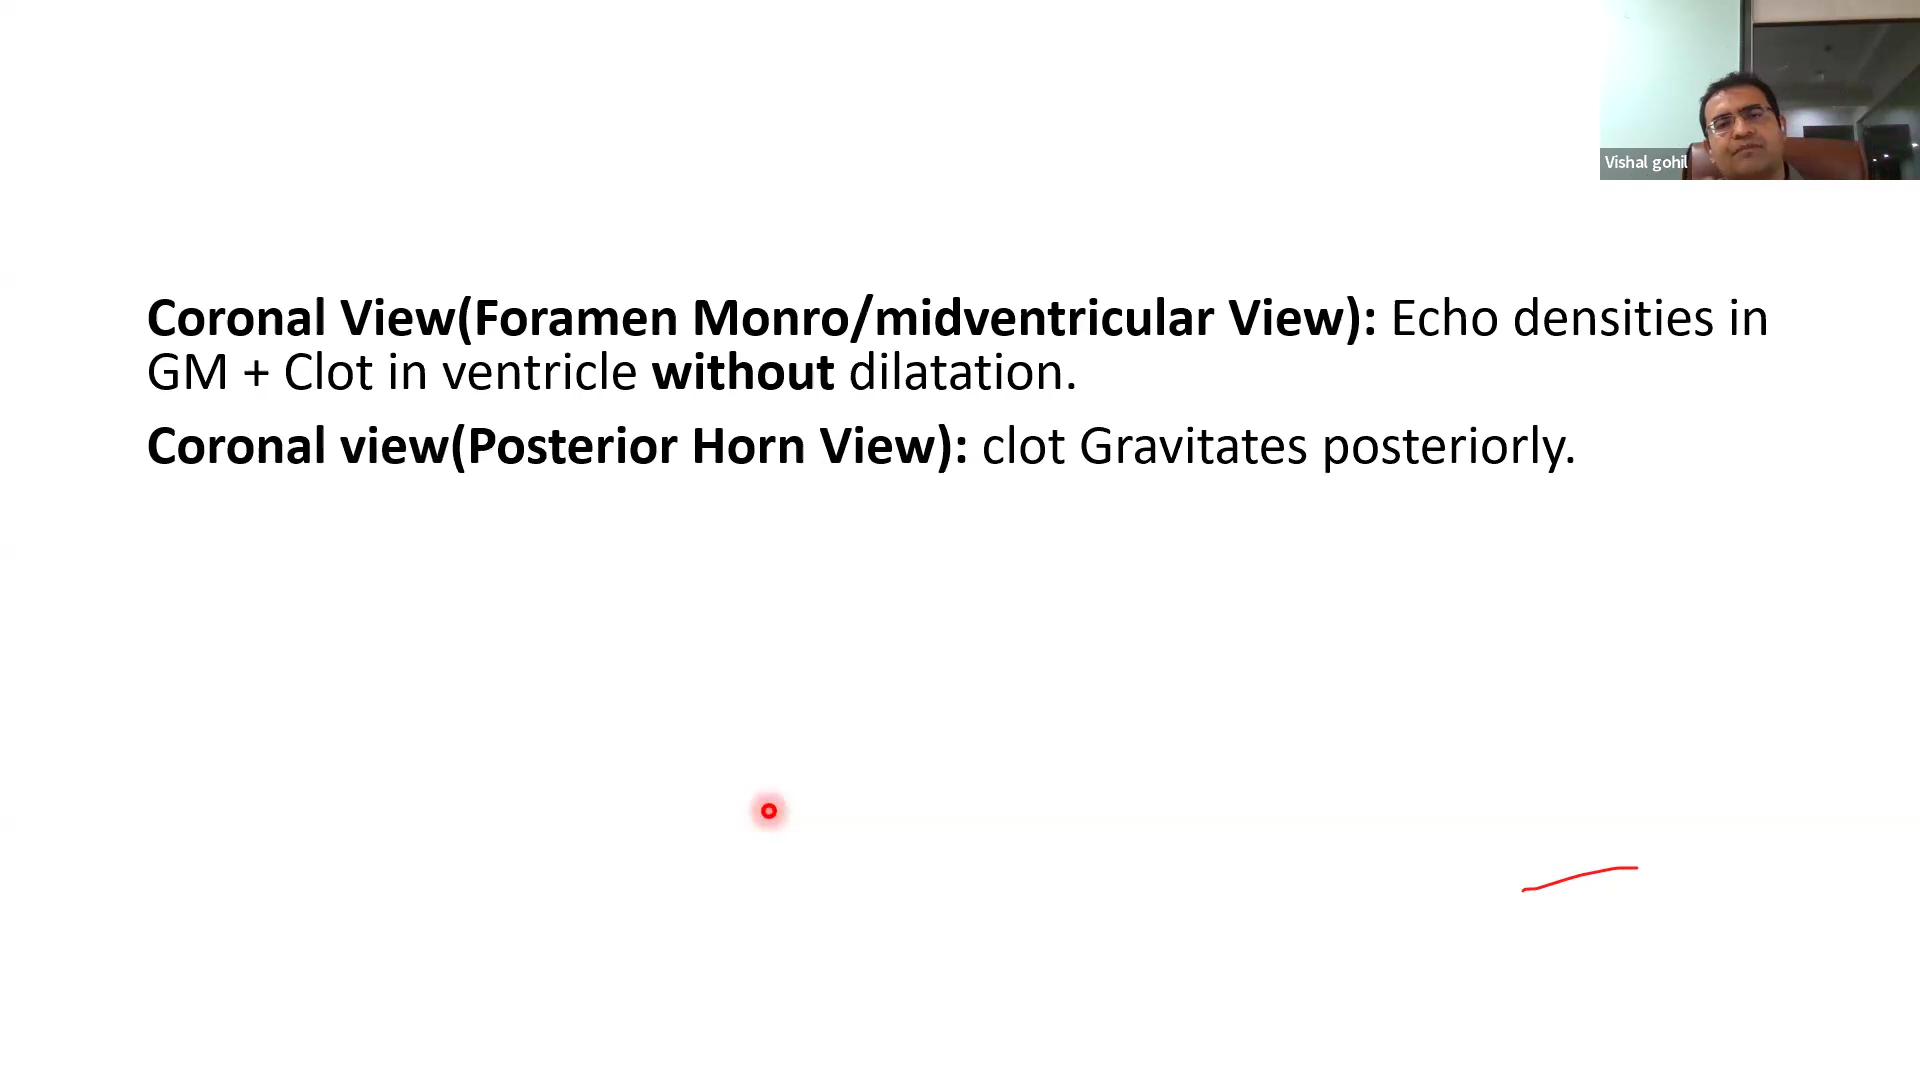 Vishal gohil
Coronal View(Foramen Monro/midventricular View): Echo densities in
GM + Clot in ventricle without dilatation.
Coronal view(Posterior Horn View): clot Gravitates posteriorly.